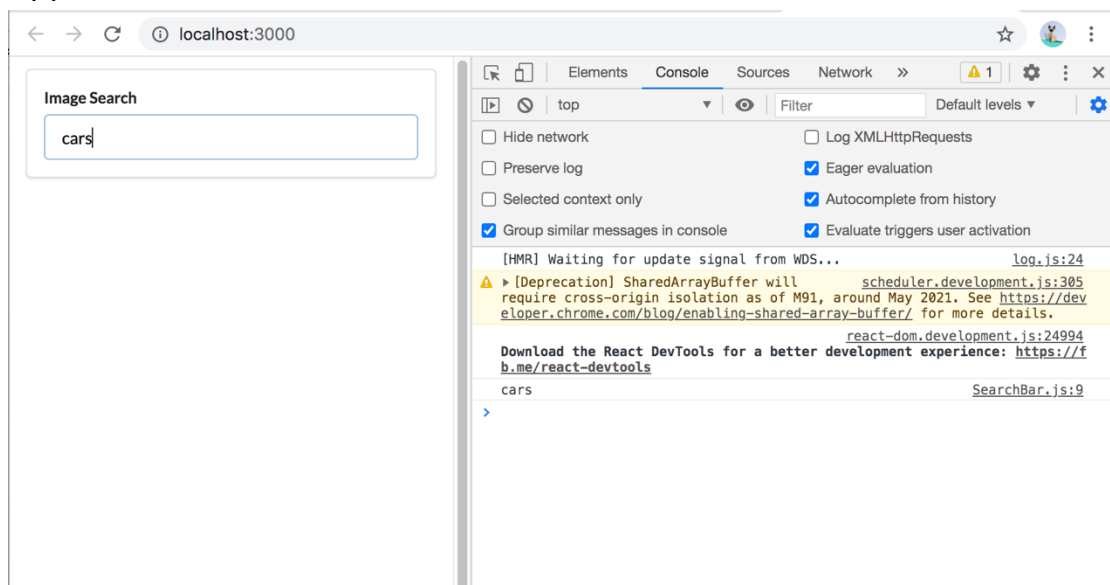 localhost:3000
Image Search
cars
Elements Console Sources Network » 1
top Filter Default levels
Hide network
Log XMLHttpRequests
Preserve log
Eager evaluation
Selected context only
Autocomplete from history
Group similar messages in console
Evaluate triggers user activation
[HMR] Waiting for update signal from WDS... log.js:24
[Deprecation] SharedArrayBuffer will scheduler.development.js:305
require cross-origin isolation as of M91, around May 2021. See https://dev
eloper.chrome.com/blog/enabling-shared-array-buffer/ for more details.
react-dom.development.js:24994
Download the React DevTools for a better development experience: https://f
b.me/react-devtools
cars SearchBar.js:9